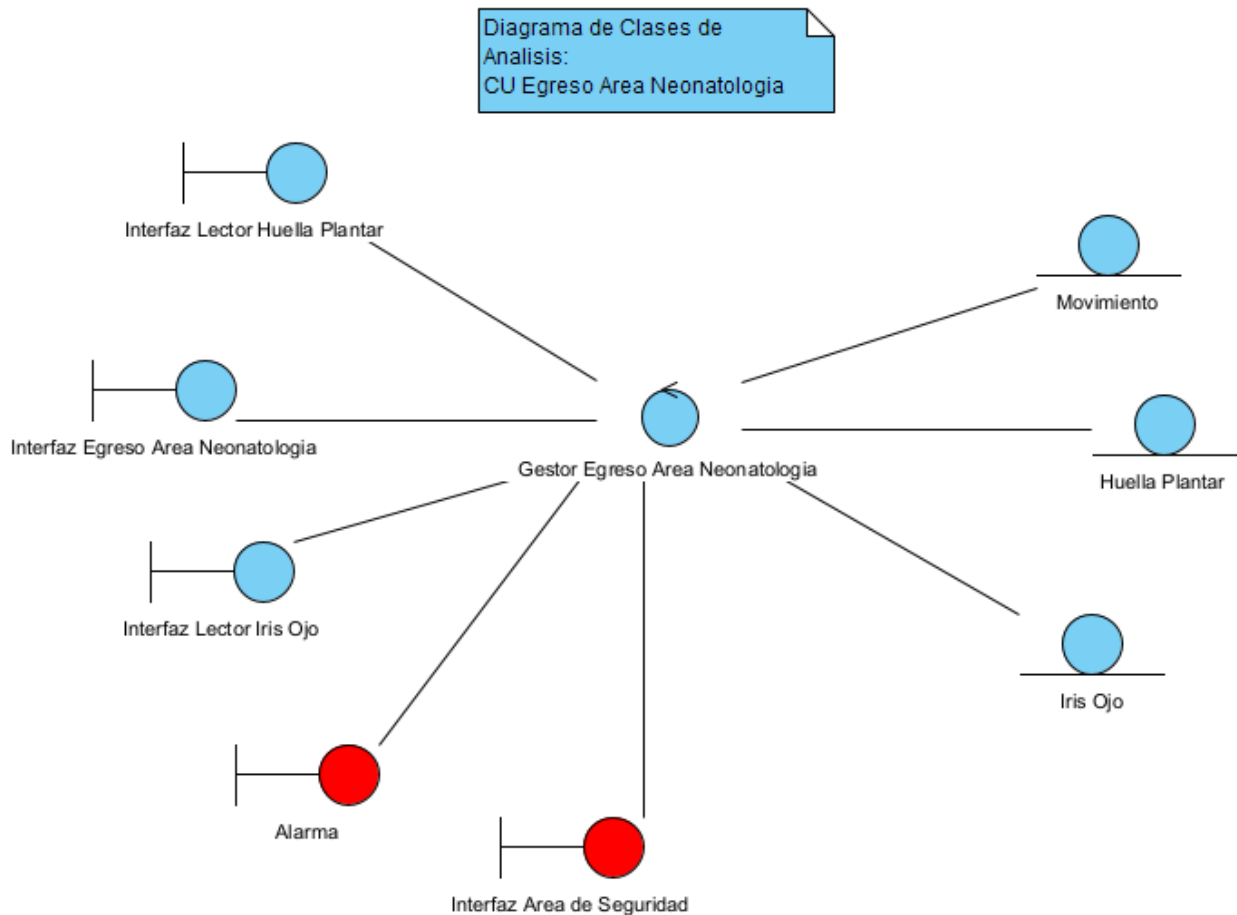 Diagrama de Clases de
Analisis:
CU Egreso Area Neonatologia
Interfaz Lector Huella Plantar
Movimiento
Interfaz Egreso Area Neonatologia
Gestor Egreso Area Neonatologia
Huella Plantar
Interfaz Lector Iris Ojo
Iris Ojo
Alarma
Interfaz Area de Seguridad